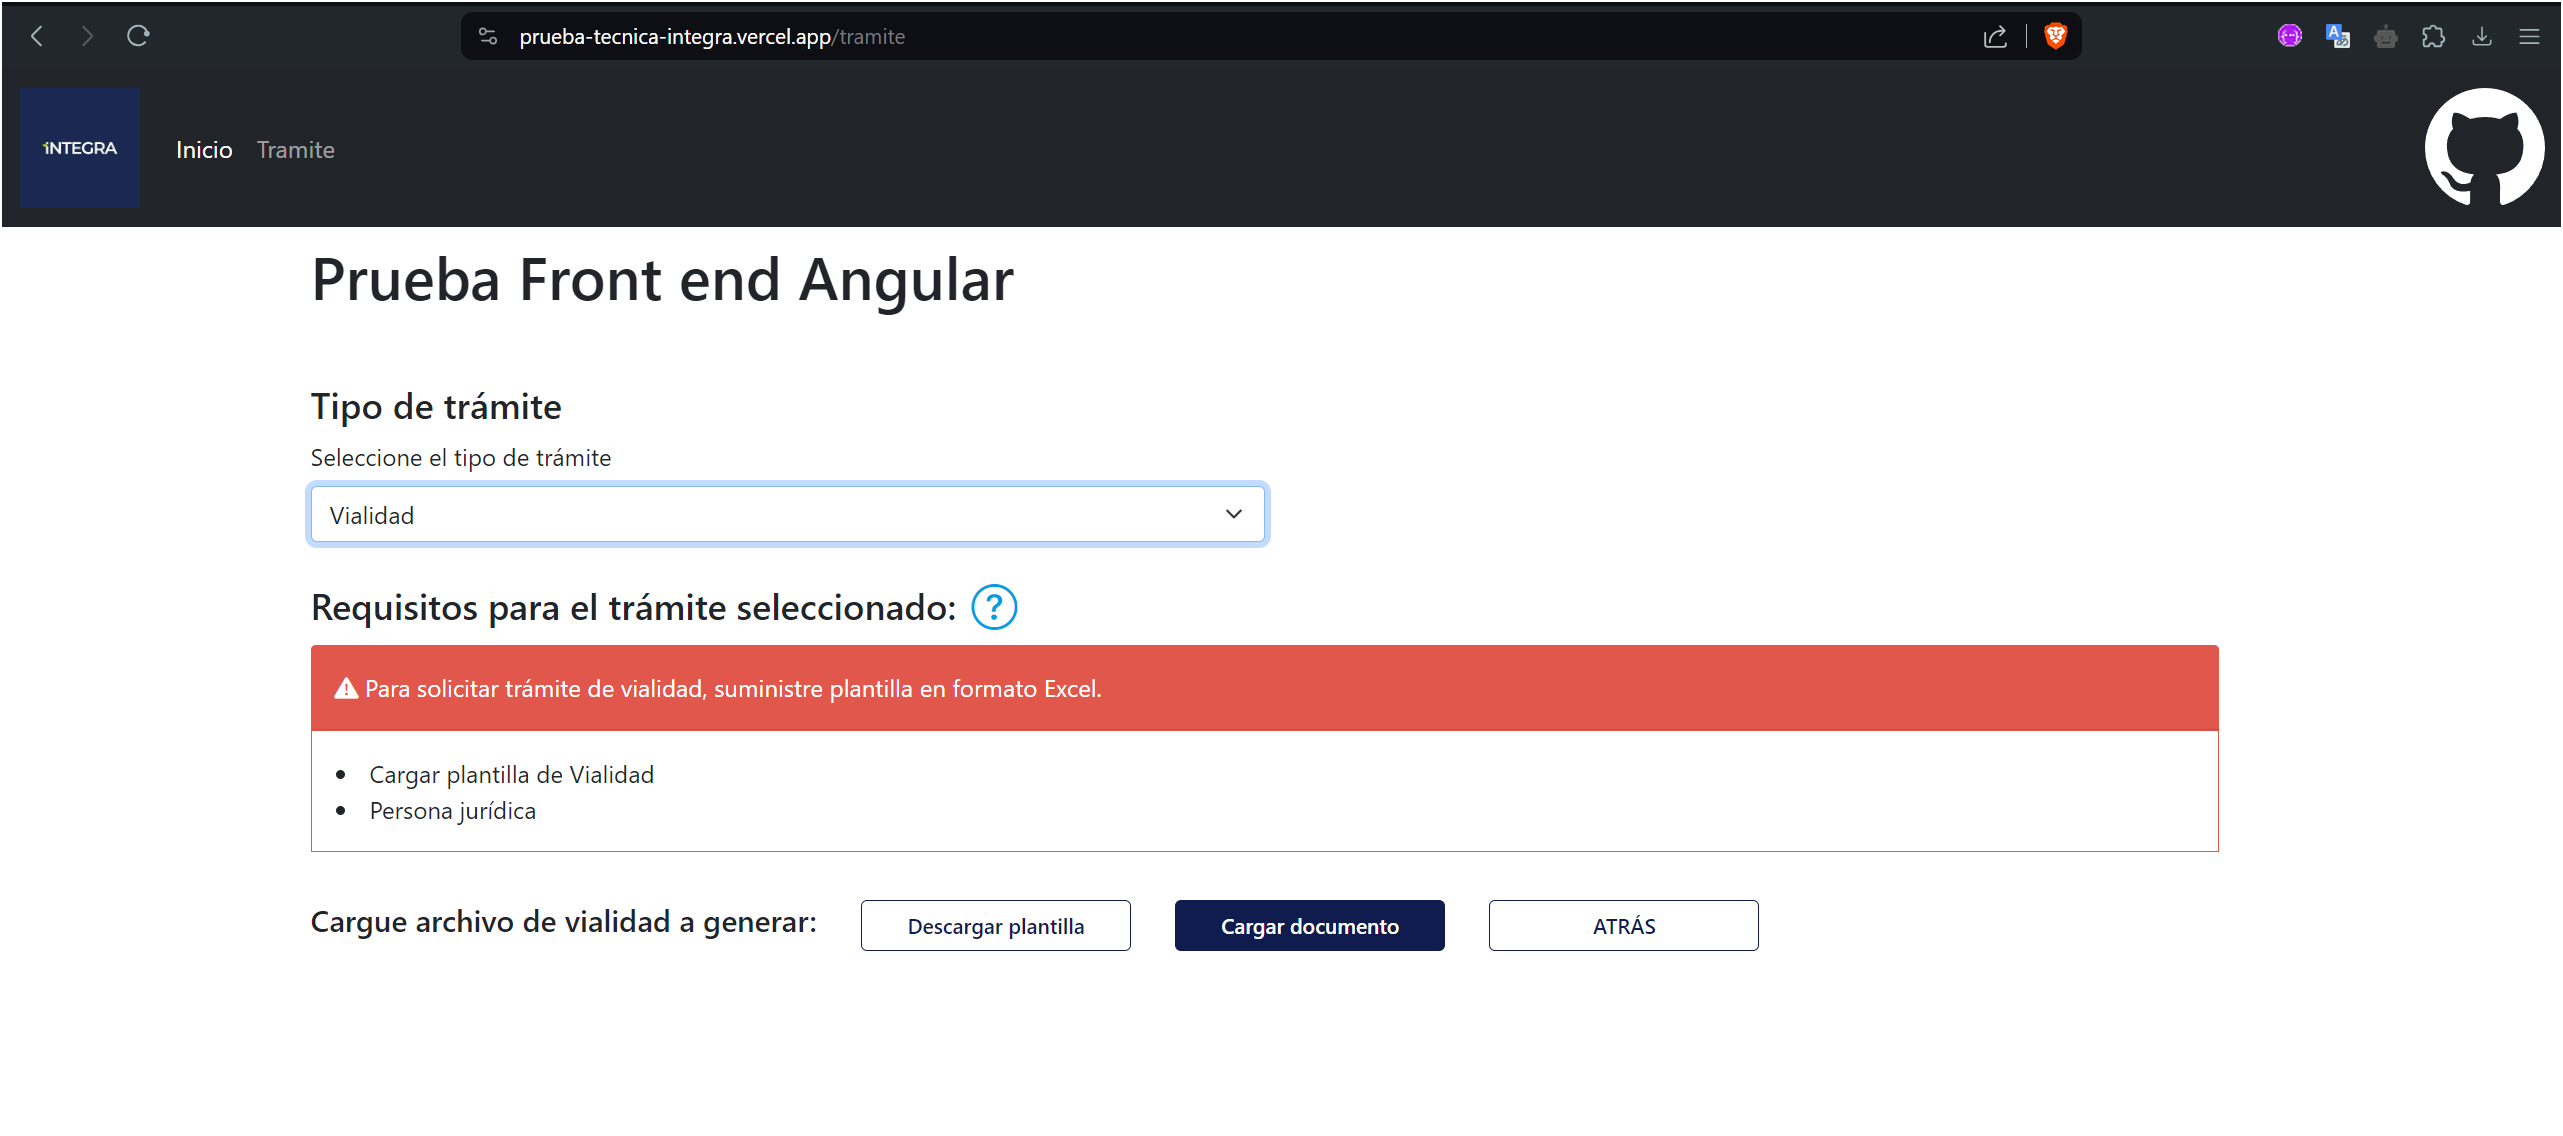 prueba-tecnica-integra.vercel.app/tramite
iNTEGRA
Inicio Tramite
Prueba Front end Angular
Tipo de trámite
Seleccione el tipo de trámite
Vialidad
Requisitos para el trámite seleccionado: ?
Para solicitar trámite de vialidad, suministre plantilla en formato Excel.
Cargar plantilla de Vialidad
Persona jurídica
Cargue archivo de vialidad a generar: Descargar plantilla Cargar documento ATRÁS